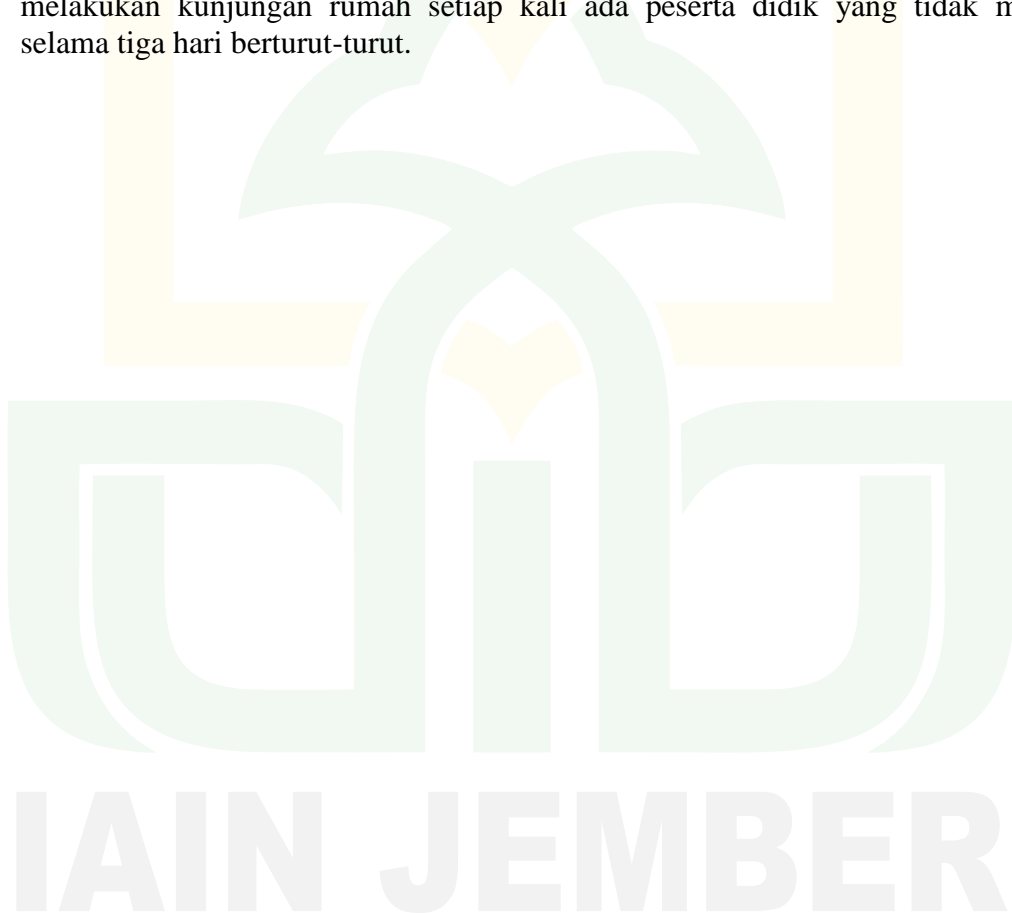 melakukan kunjungan rumah setiap kali ada peserta didik yang tidak
selama tiga hari berturut-turut.
IAIN JEMBER